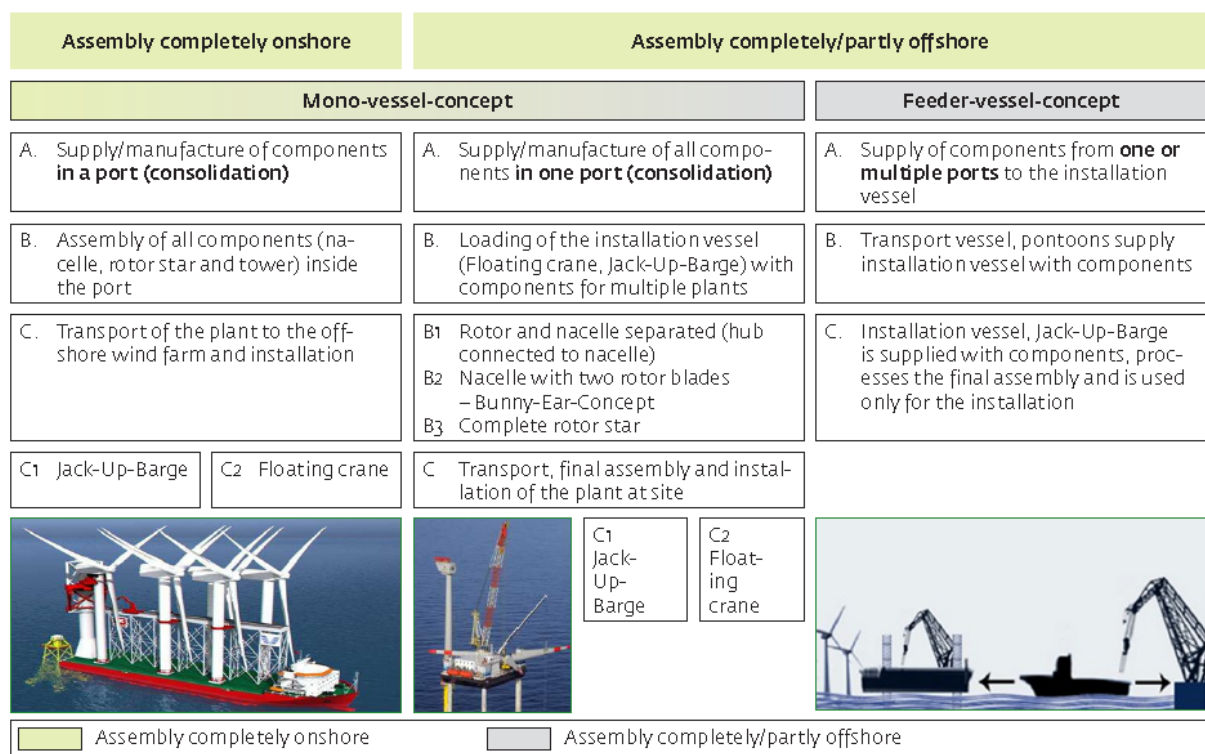 Assembly completely onshore
Assembly completely/partly offshore
Mono-vessel-concept
Feeder-vessel-concept
A. Supply/manufacture of components
in a port (consolidation)
A. Supply/manufacture of all compo-
nents in one port (consolidation)
A. Supply of components from one or
multiple ports to the installation
vessel
B. Assembly of all components (na-
celle, rotor star and tower) inside
the port
B. Loading of the installation vessel
(Floating crane, Jack-Up-Barge) with
components for multiple plants
B. Transport vessel, pontoons supply
installation vessel with components
C. Transport of the plant to the off-
shore wind farm and installation
B1 Rotor and nacelle separated (hub
connected to nacelle)
B2 Nacelle with two rotor blades
– Bunny-Ear-Concept
B3 Complete rotor star
C. Installation vessel, Jack-Up-Barge
is supplied with components, proc-
esses the final assembly and is used
only for the installation
C1 Jack-Up-Barge
C2 Floating crane
C Transport, final assembly and instal-
lation of the plant at site
C1
Jack-
Up-
Barge
C2
Float-
ing
crane
Assembly completely onshore
Assembly completely/partly offshore